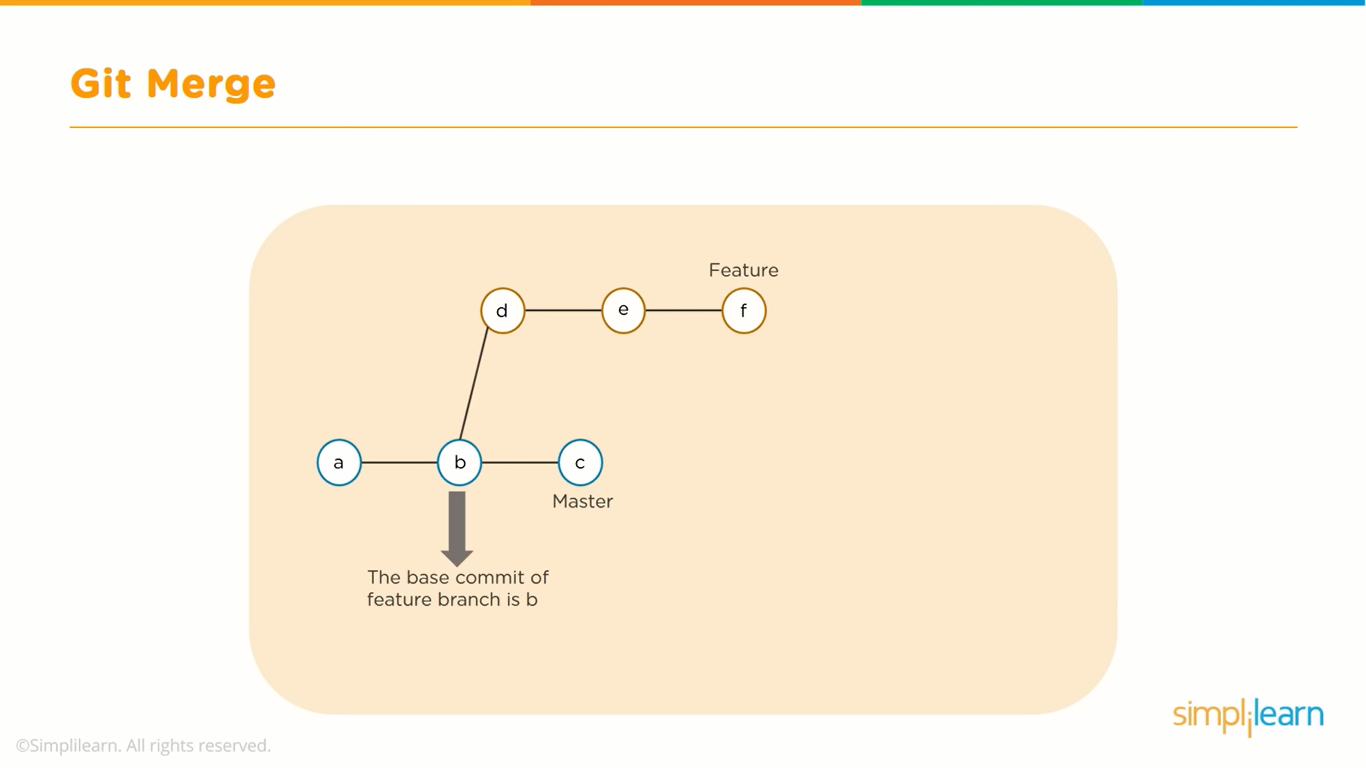 Git Merge
Feature
d e f
a b c
Master
The base commit of
feature branch is b
simplilearn
©Simplilearn. All rights reserved.